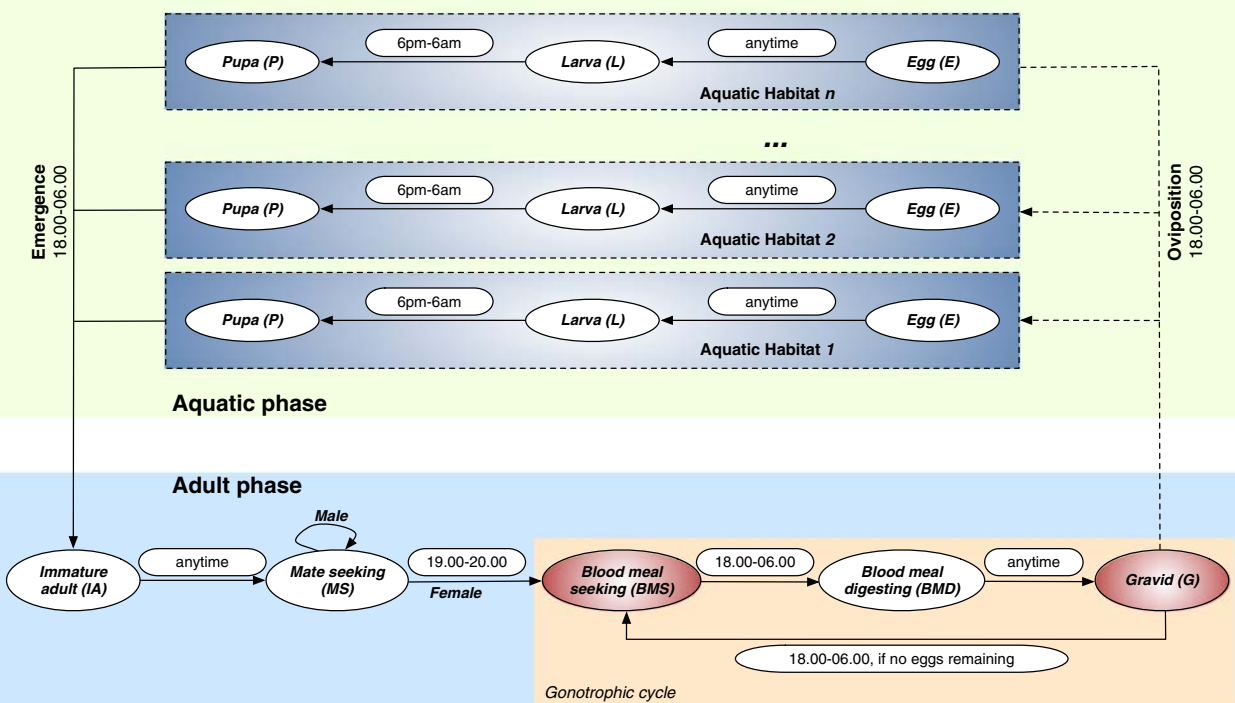 6pm-6am
anytime
Pupa (P)
Larva (L)
Egg (E)
Aquatic Habitat n
...
Emergence
18.00-06.00
Oviposition
18.00-06.00
6pm-6am
anytime
Pupa (P)
Larva (L)
Egg (E)
Aquatic Habitat 2
6pm-6am
anytime
Pupa (P)
Larva (L)
Egg (E)
Aquatic Habitat 1
Aquatic phase
Adult phase
Male
Immature
adult (IA)
anytime
Mate seeking
(MS)
19.00-20.00
Female
Blood meal
seeking (BMS)
18.00-06.00
Blood meal
digesting (BMD)
anytime
Gravid (G)
18.00-06.00, if no eggs remaining
Gonotrophic cycle